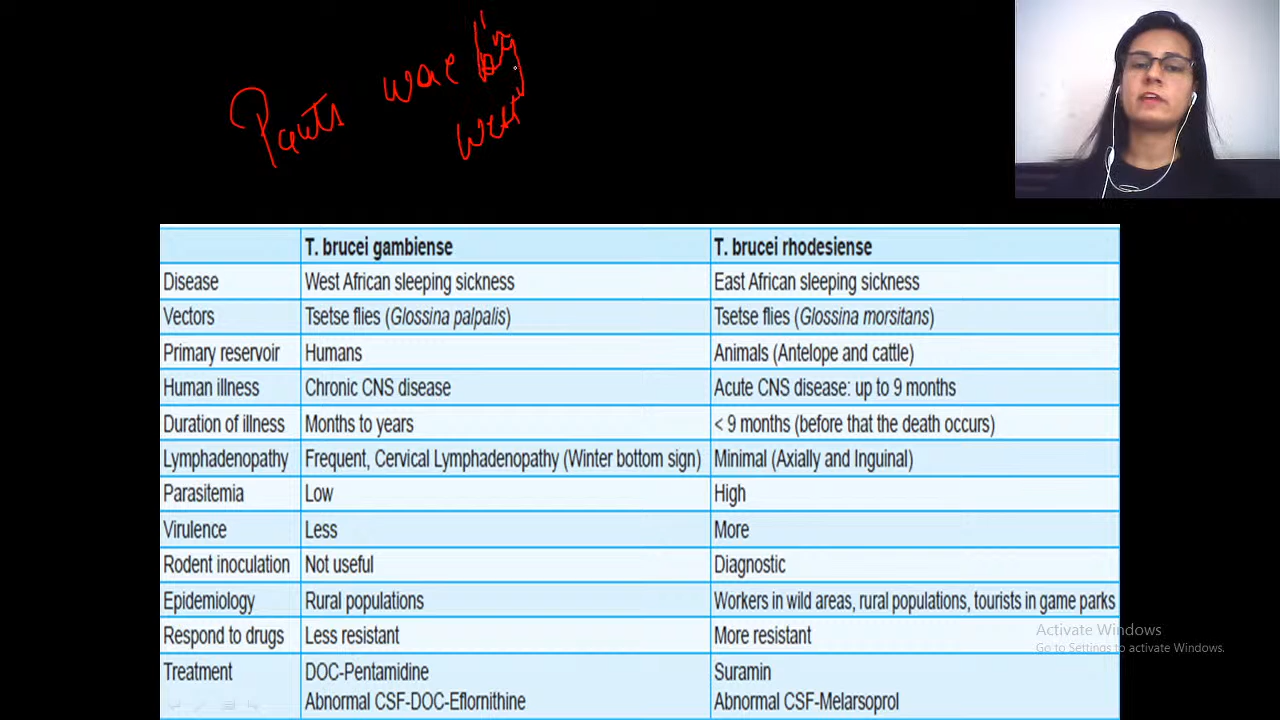 Pants wore big
West
T. brucei gambiense T. brucei rhodesiense
Disease West African sleeping sickness East African sleeping sickness
Vectors Tsetse flies (Glossina palpalis) Tsetse flies (Glossina morsitans)
Primary reservoir Humans Animals (Antelope and cattle)
Human illness Chronic CNS disease Acute CNS disease: up to 9 months
Duration of illness Months to years < 9 months (before that the death occurs)
Lymphadenopathy Frequent, Cervical Lymphadenopathy (Winter bottom sign) Minimal (Axially and Inguinal)
Parasitemia Low High
Virulence Less More
Rodent inoculation Not useful Diagnostic
Epidemiology Rural populations Workers in wild areas, rural populations, tourists in game parks
Respond to drugs Less resistant More resistant
Treatment DOC-Pentamidine Suramin
Abnormal CSF-DOC-Eflornithine Abnormal CSF-Melarsoprol
Activate Windows
Go to Settings to activate Windows.